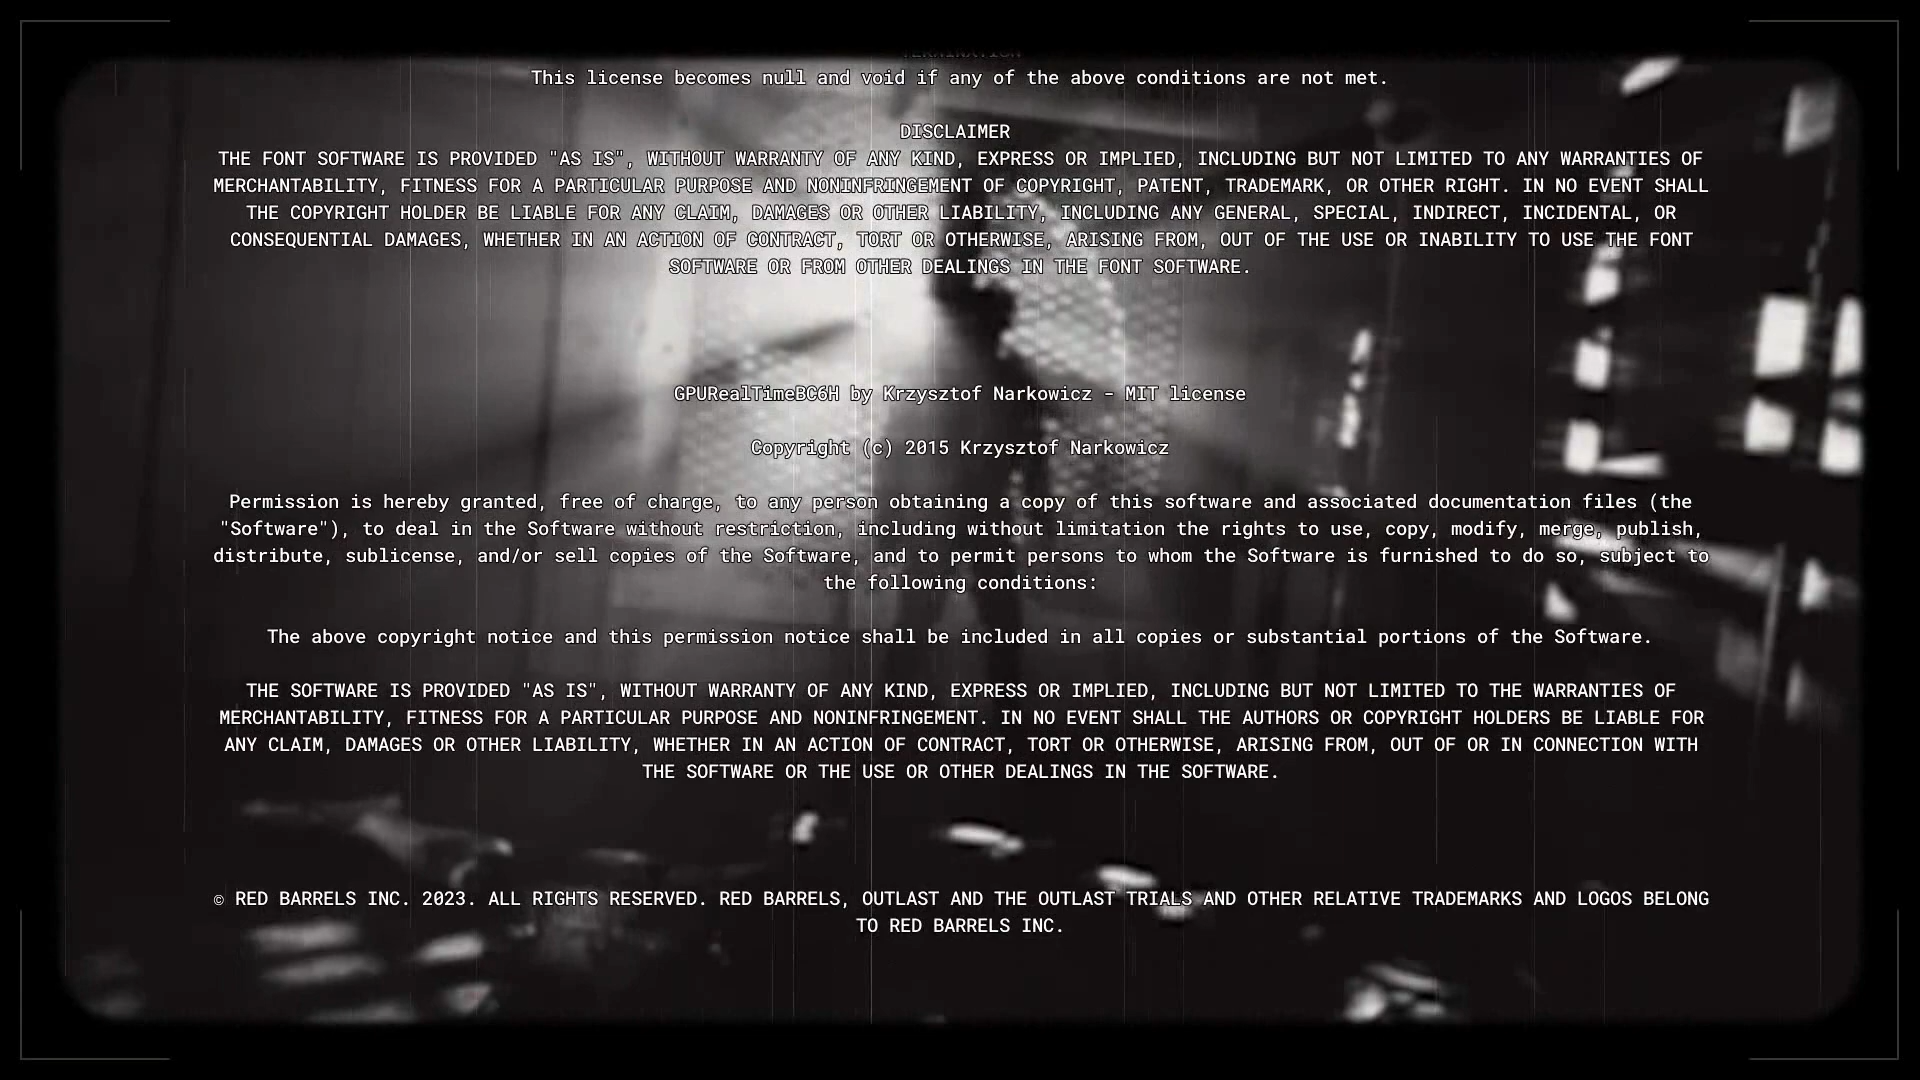 TERMINATION
This license becomes null and void if any of the above conditions are not met.
DISCLAIMER
THE FONT SOFTWARE IS PROVIDED "AS IS", WITHOUT WARRANTY OF ANY KIND, EXPRESS OR IMPLIED, INCLUDING BUT NOT LIMITED TO ANY WARRANTIES OF
MERCHANTABILITY, FITNESS FOR A PARTICULAR PURPOSE AND NONINFRINGEMENT OF COPYRIGHT, PATENT, TRADEMARK, OR OTHER RIGHT. IN NO EVENT SHALL
THE COPYRIGHT HOLDER BE LIABLE FOR ANY CLAIM, DAMAGES OR OTHER LIABILITY, INCLUDING ANY GENERAL, SPECIAL, INDIRECT, INCIDENTAL, OR
CONSEQUENTIAL DAMAGES, WHETHER IN AN ACTION OF CONTRACT, TORT OR OTHERWISE, ARISING FROM, OUT OF THE USE OR INABILITY TO USE THE FONT
SOFTWARE OR FROM OTHER DEALINGS IN THE FONT SOFTWARE.
GPURealTimeBC6H by Krzysztof Narkowicz - MIT license
Copyright (c) 2015 Krzysztof Narkowicz
Permission is hereby granted, free of charge, to any person obtaining a copy of this software and associated documentation files (the
"Software"), to deal in the Software without restriction, including without limitation the rights to use, copy, modify, merge, publish,
distribute, sublicense, and/or sell copies of the Software, and to permit persons to whom the Software is furnished to do so, subject to
the following conditions:
The above copyright notice and this permission notice shall be included in all copies or substantial portions of the Software.
THE SOFTWARE IS PROVIDED "AS IS", WITHOUT WARRANTY OF ANY KIND, EXPRESS OR IMPLIED, INCLUDING BUT NOT LIMITED TO THE WARRANTIES OF
MERCHANTABILITY, FITNESS FOR A PARTICULAR PURPOSE AND NONINFRINGEMENT. IN NO EVENT SHALL THE AUTHORS OR COPYRIGHT HOLDERS BE LIABLE FOR
ANY CLAIM, DAMAGES OR OTHER LIABILITY, WHETHER IN AN ACTION OF CONTRACT, TORT OR OTHERWISE, ARISING FROM, OUT OF OR IN CONNECTION WITH
THE SOFTWARE OR THE USE OR OTHER DEALINGS IN THE SOFTWARE.
© RED BARRELS INC. 2023. ALL RIGHTS RESERVED. RED BARRELS, OUTLAST AND THE OUTLAST TRIALS AND OTHER RELATIVE TRADEMARKS AND LOGOS BELONG
TO RED BARRELS INC.